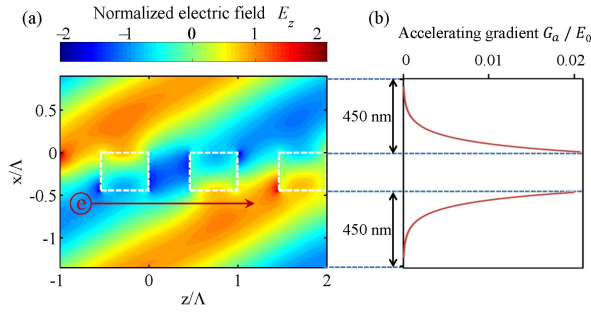 (a) Normalized electric field E_z
-2 -1 0 1 2
(b) Accelerating gradient G_a / E_0
0 0.01 0.02
x/Λ
0.5
0
-0.5
-1
e
-1 0 1 2
z/Λ
450 nm
450 nm